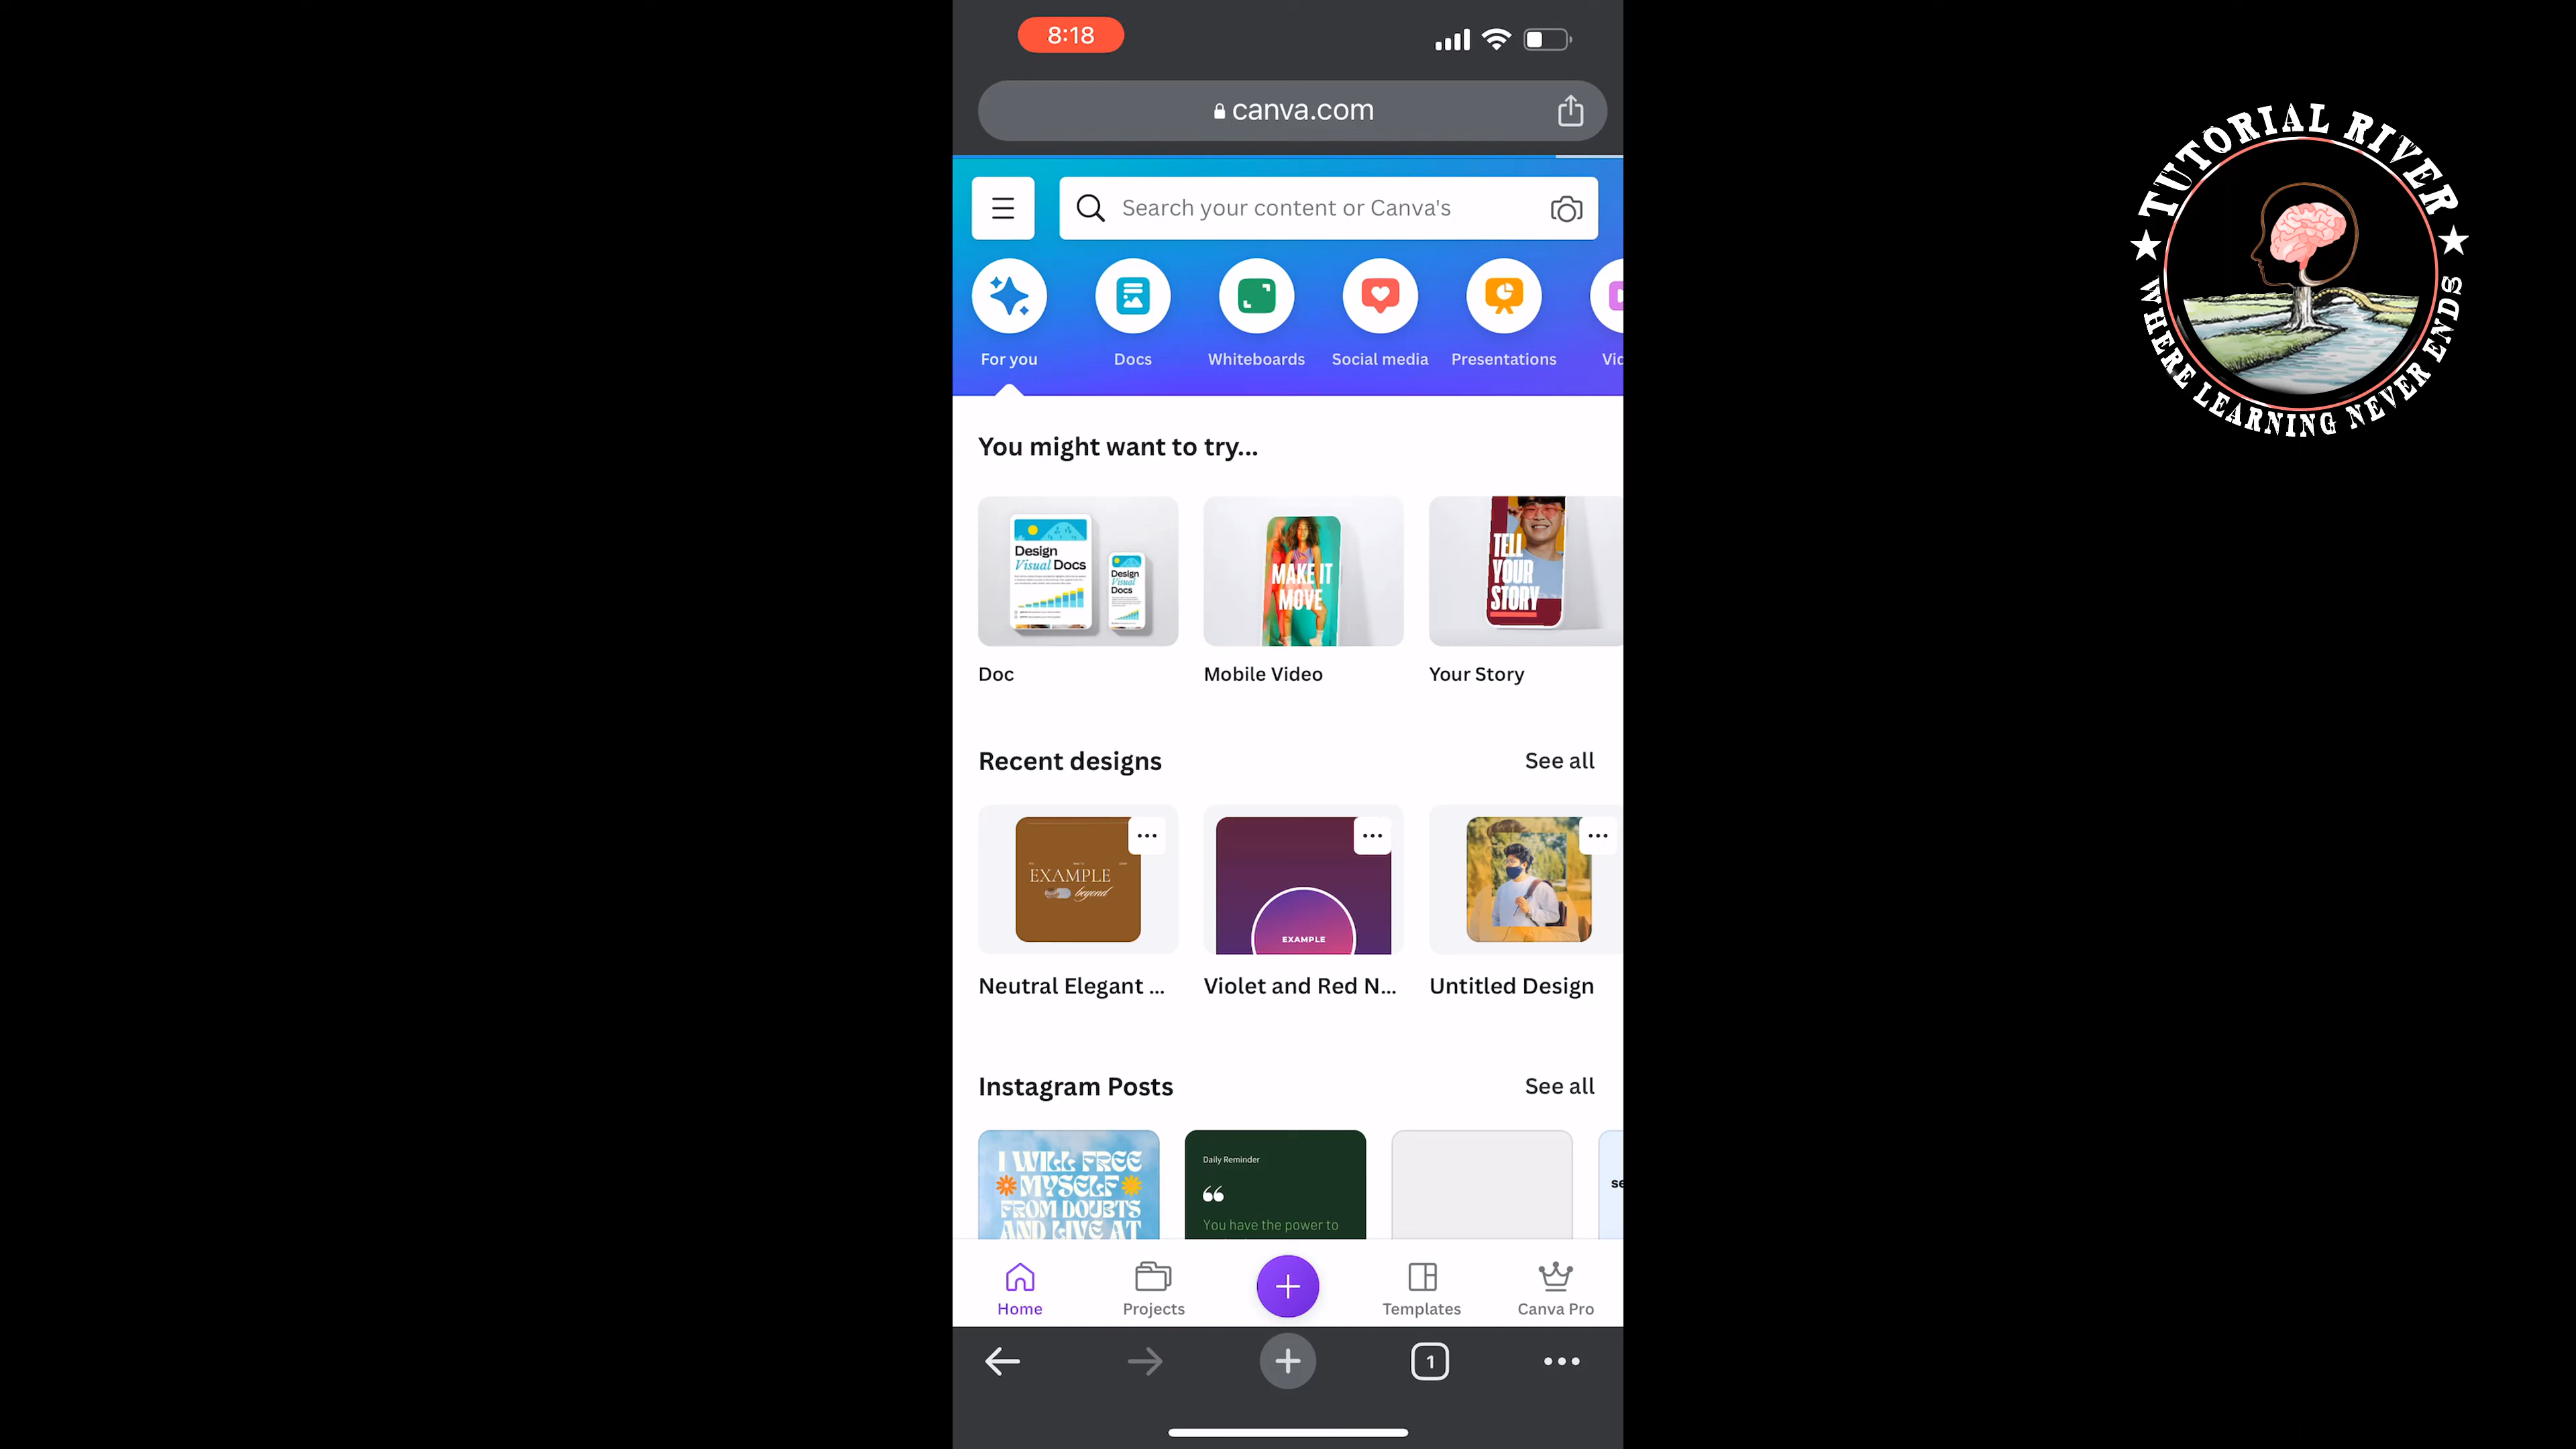 8:18
canva.com
TUTORIAL RIVER
WHERE LEARNING NEVER ENDS
Search your content or Canva's
For you
Docs
Whiteboards
Social media
Presentations
Vid
You might want to try...
Design
Visual Docs
Design
Visual
Docs
MAKE IT
MOVE
TELL
YOUR
STORY
Doc
Mobile Video
Your Story
Recent designs
See all
EXAMPLE
beyond
EXAMPLE
Neutral Elegant ...
Violet and Red N...
Untitled Design
Instagram Posts
See all
I WILL FREE
MYSELF
FROM DOUBTS
AND LIVE AT
Daily Reminder
“
You have the power to
se
Home
Projects
Templates
Canva Pro
1